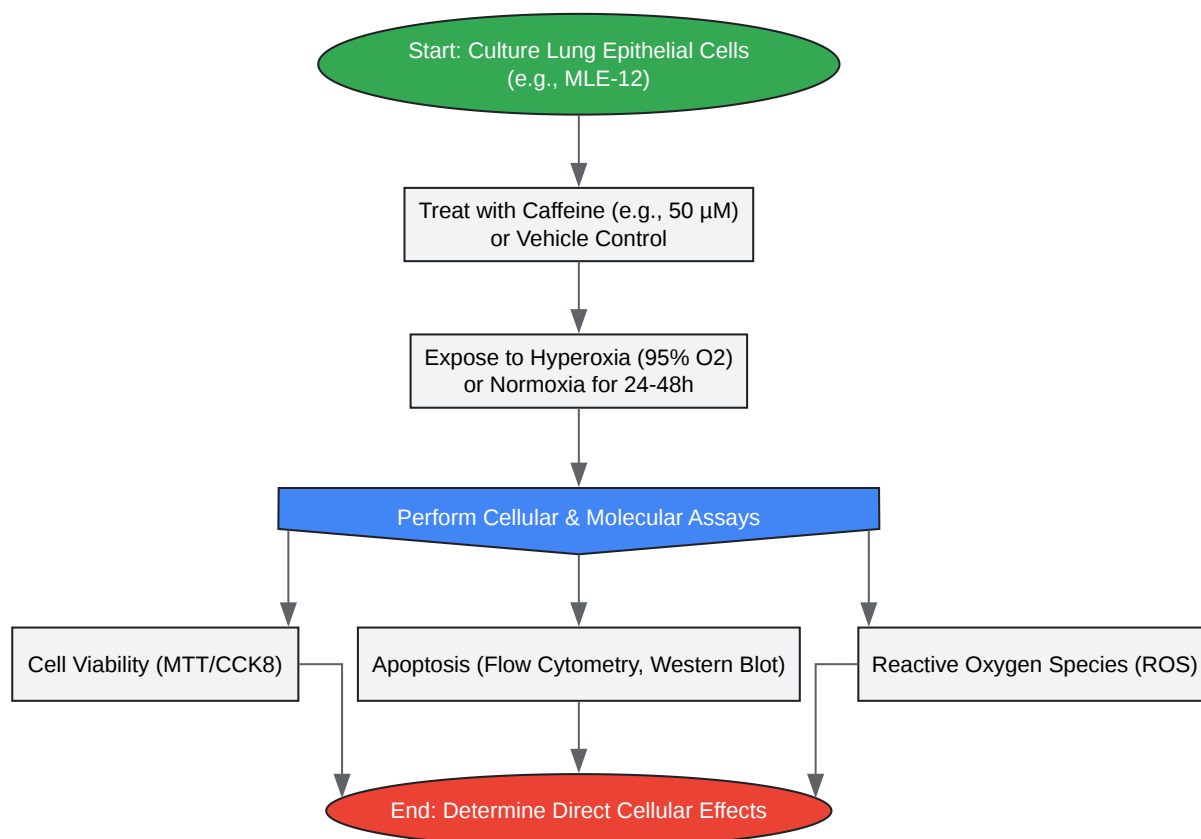 Start: Culture Lung Epithelial Cells
(e.g., MLE-12)
Treat with Caffeine (e.g., 50 µM)
or Vehicle Control
Expose to Hyperoxia (95% O2)
or Normoxia for 24-48h
Perform Cellular & Molecular Assays
Cell Viability (MTT/CCK8)
Apoptosis (Flow Cytometry, Western Blot)
Reactive Oxygen Species (ROS)
End: Determine Direct Cellular Effects